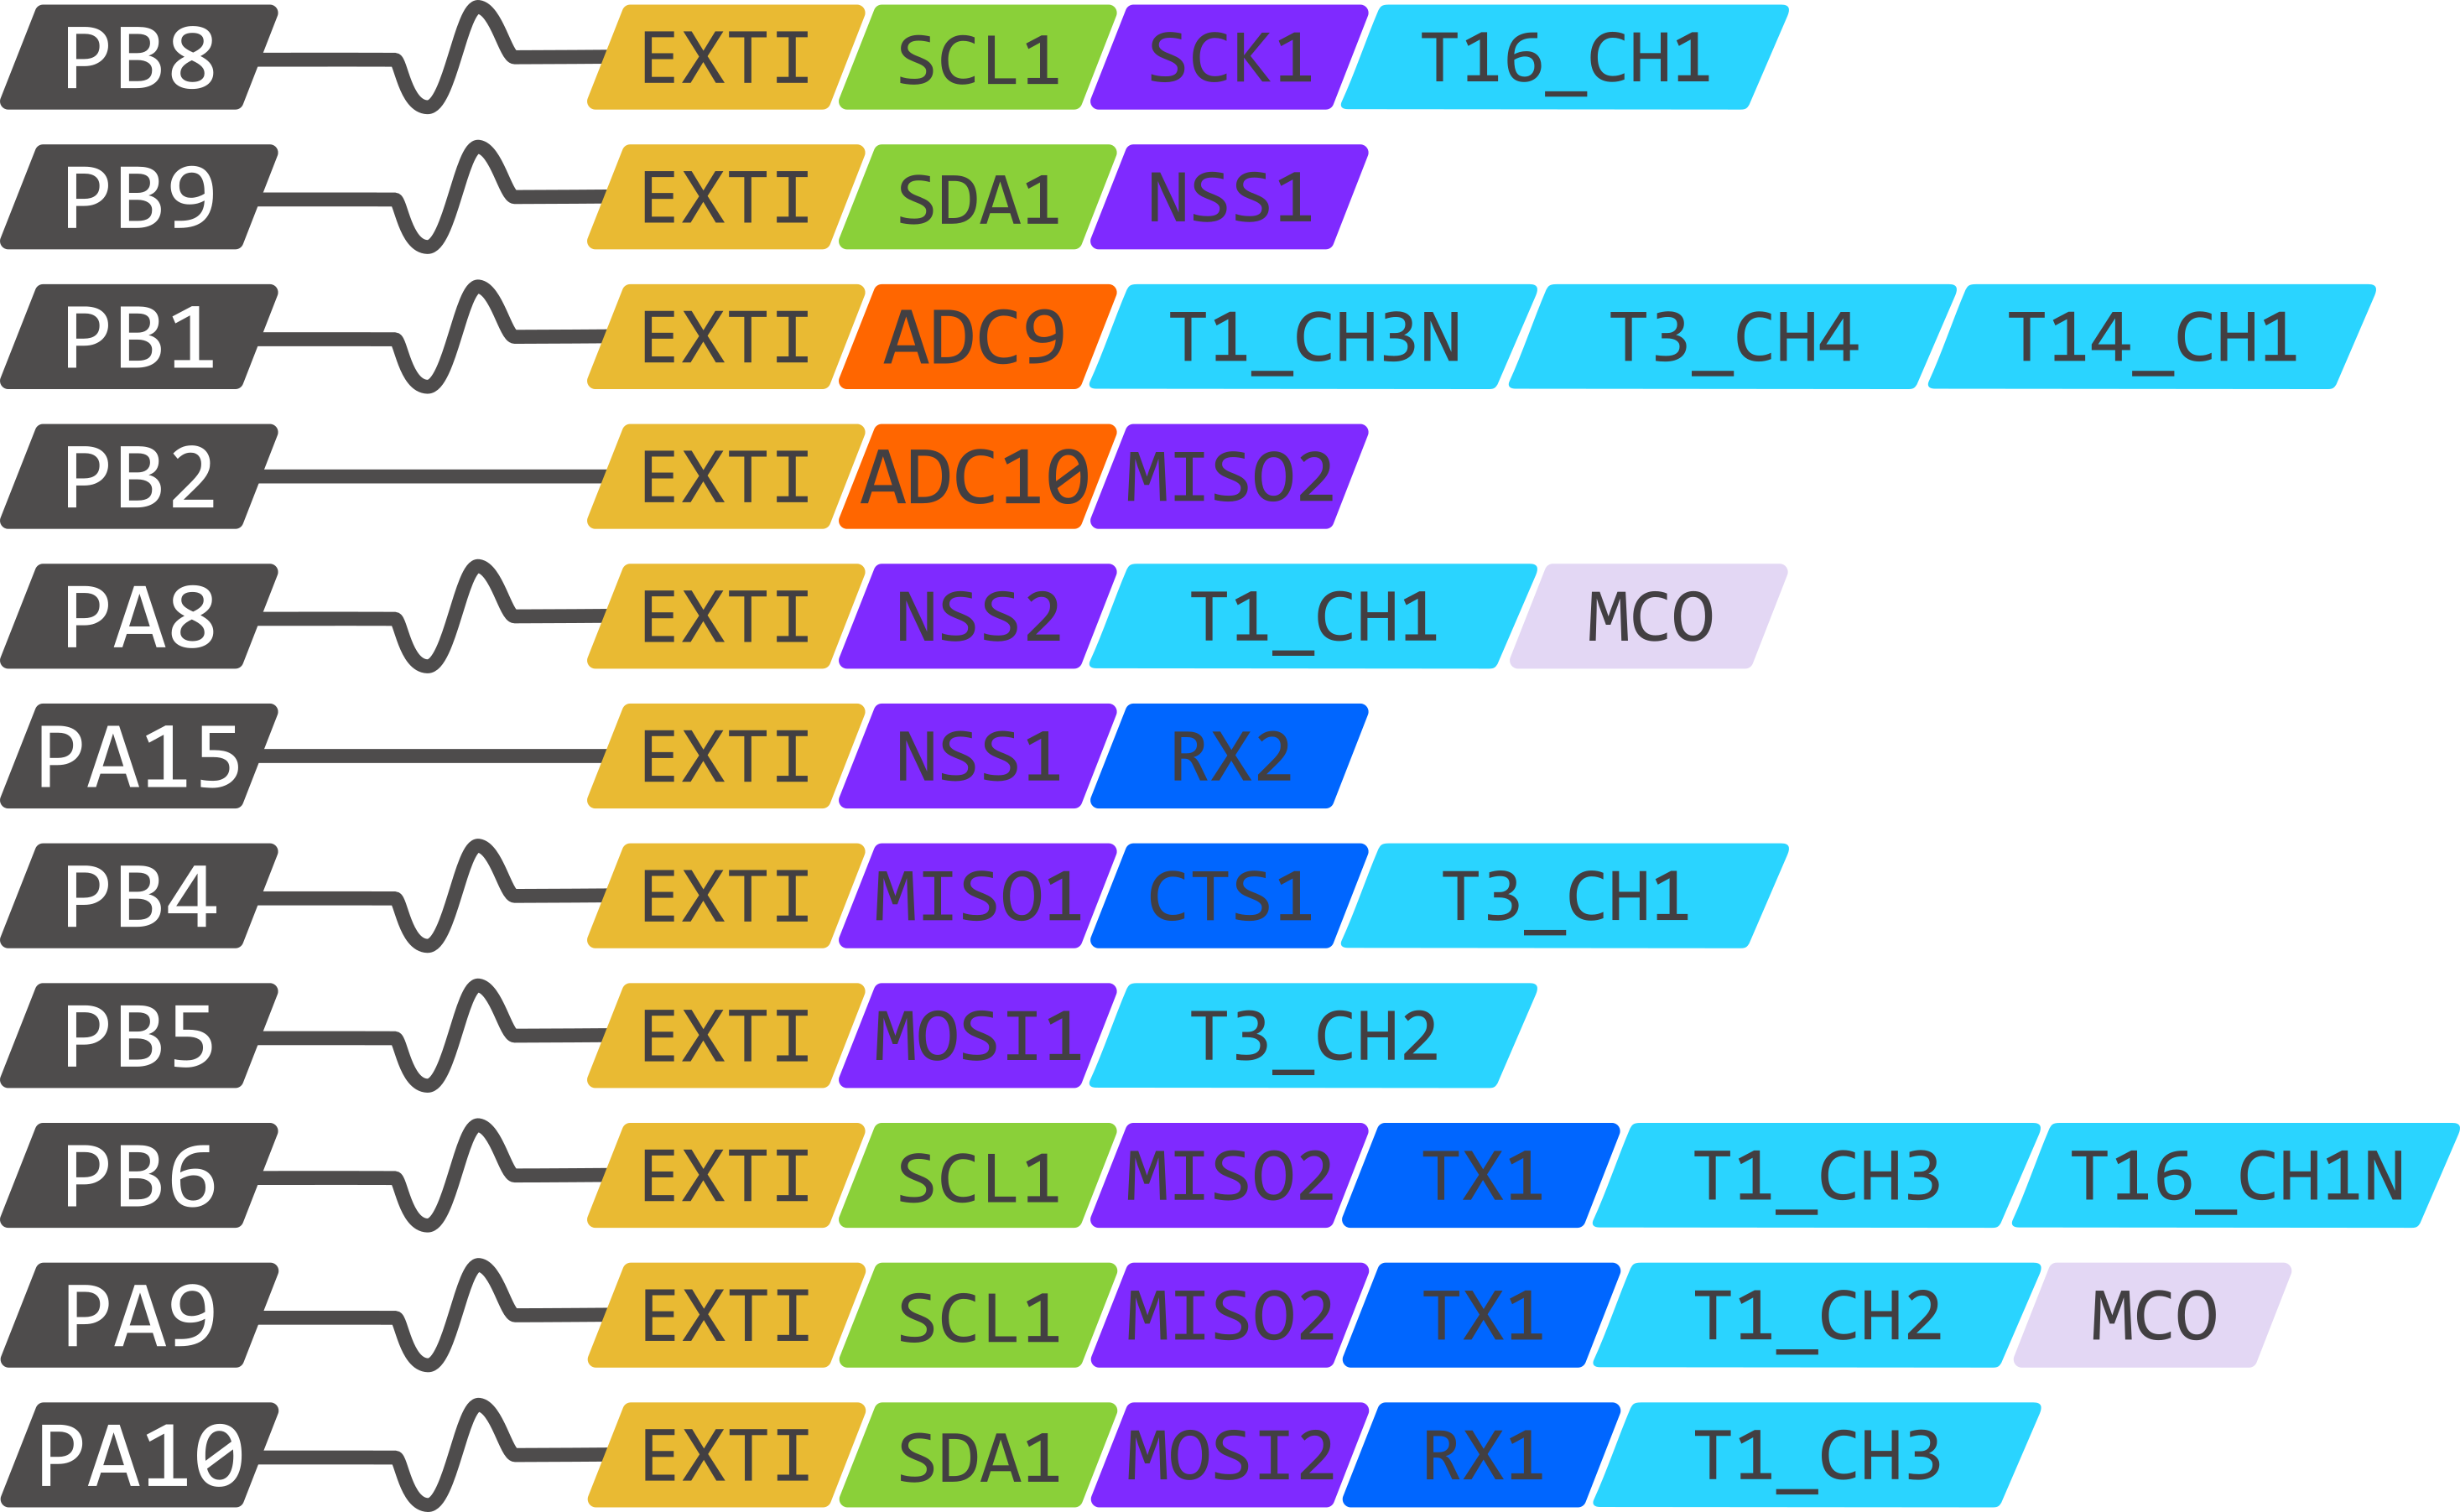 PB8 EXTI SCL1 SCK1 T16_CH1
PB9 EXTI SDA1 NSS1
PB1 EXTI ADC9 T1_CH3N T3_CH4 T14_CH1
PB2 EXTI ADC10 MISO2
PA8 EXTI NSS2 T1_CH1 MCO
PA15 EXTI NSS1 RX2
PB4 EXTI MISO1 CTS1 T3_CH1
PB5 EXTI MOSI1 T3_CH2
PB6 EXTI SCL1 MISO2 TX1 T1_CH3 T16_CH1N
PA9 EXTI SCL1 MISO2 TX1 T1_CH2 MCO
PA10 EXTI SDA1 MOSI2 RX1 T1_CH3